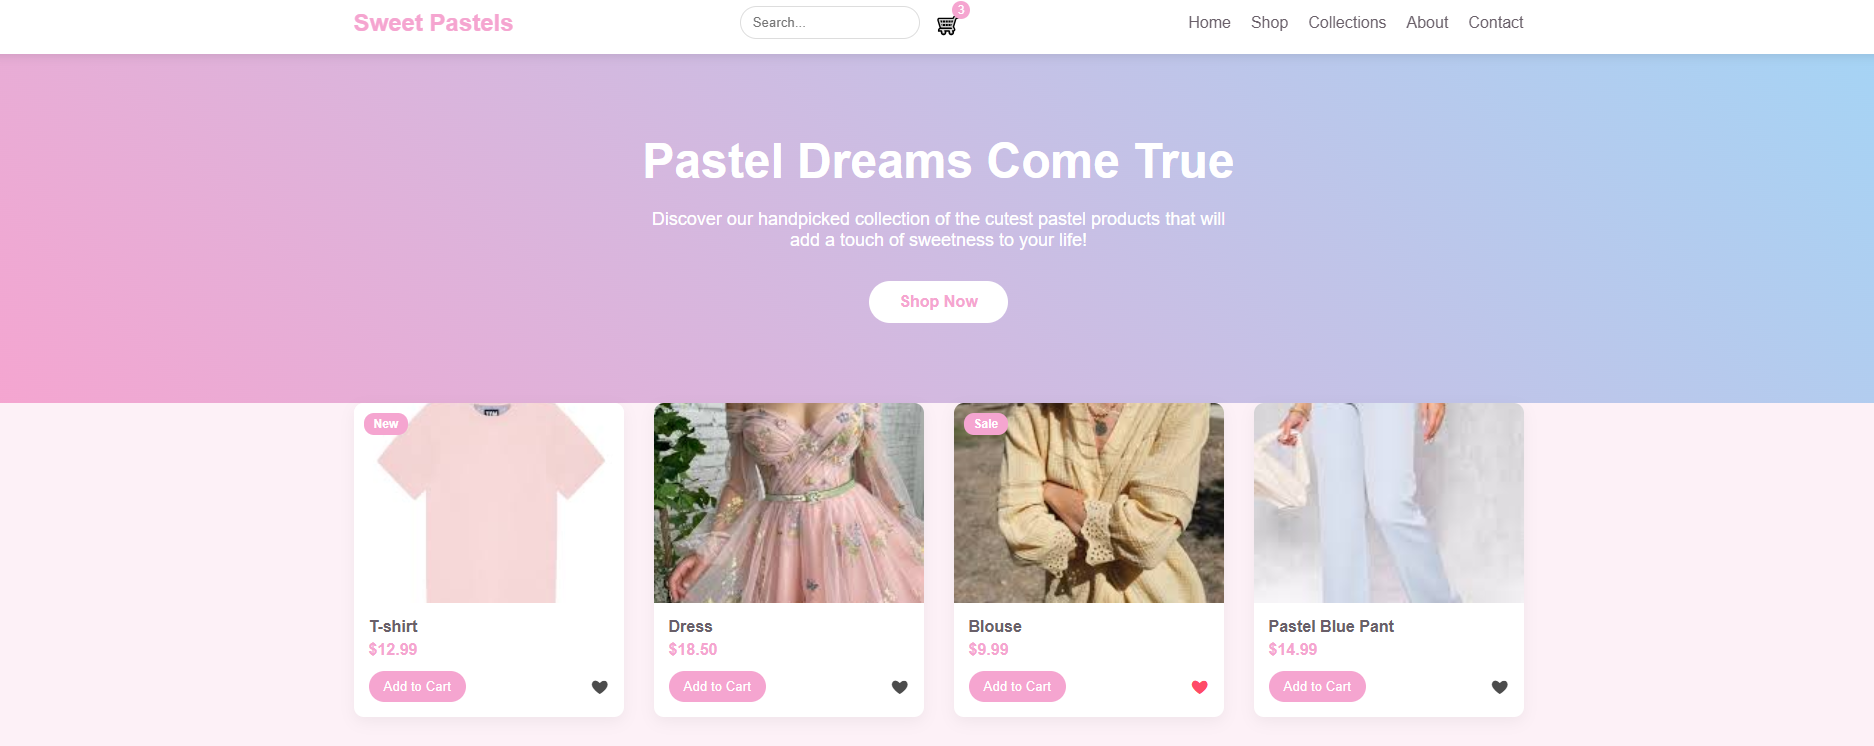 Sweet Pastels
Search...
3
Home
Shop
Collections
About
Contact
Pastel Dreams Come True
Discover our handpicked collection of the cutest pastel products that will
add a touch of sweetness to your life!
Shop Now
New
Sale
T-shirt
$12.99
Add to Cart
Dress
$18.50
Add to Cart
Blouse
$9.99
Add to Cart
Pastel Blue Pant
$14.99
Add to Cart